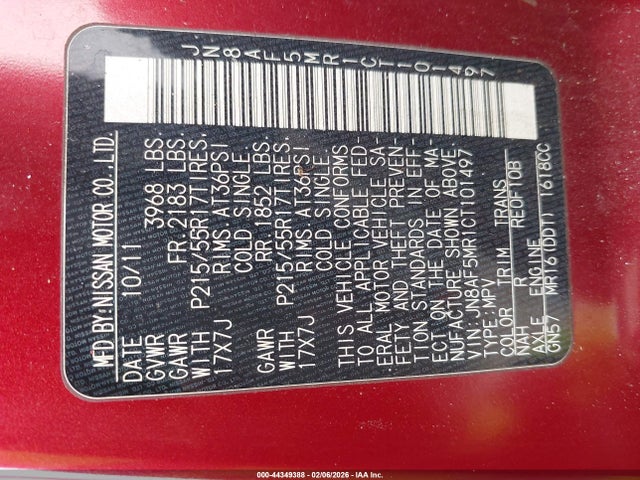 JN8AF5MR1CT101497
MFD BY: NISSAN MOTOR CO., LTD.
DATE 10/11
GVWR 3968 LBS.
GAWR FR. 2183 LBS.
WITH P215/55R17TIRES.
17X7J RIMS AT36PSI
COLD SINGLE.
GAWR RR. 1852 LBS.
WITH P215/55R17TIRES.
17X7J RIMS AT36PSI
COLD SINGLE.
THIS VEHICLE CONFORMS
TO ALL APPLICABLE FED-
ERAL MOTOR VEHICLE SA-
FETY AND THEFT PREVEN-
TION STANDARDS IN EFF-
ECT ON THE DATE OF MA-
NUFACTURE SHOWN ABOVE.
VIN: JN8AF5MR1CT101497
TYPE: MPV
COLOR TRIM TRANS
NAH R RE0F10B
AXLE ENGINE
GN57 MR16(DDT) 1618CC
000-44349388 - 02/06/2026 - IAA Inc.